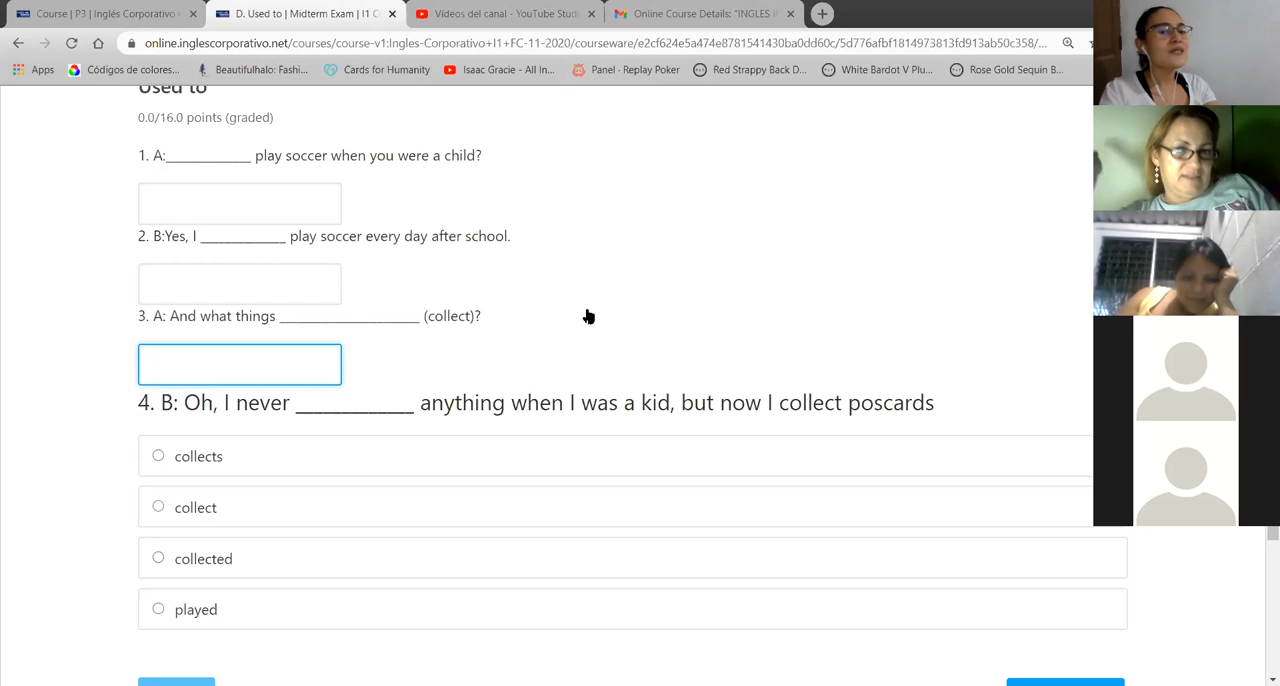 Course | P3 | Inglés Corporativo
D. Used to | Midterm Exam | I1 C
Vídeos del canal - YouTube Stud
Online Course Details: "INGLES I
online.inglescorporativo.net/courses/course-v1:Ingles-Corporativo+I1+FC-11-2020/courseware/e2cf624e5a474e8781541430ba0dd60c/5d776afbf1814973813fd913ab50c358/...
Apps
Códigos de colores...
Beautifulhalo: Fashi...
Cards for Humanity
Isaac Gracie - All In...
Panel · Replay Poker
Red Strappy Back D...
White Bardot V Plu...
Rose Gold Sequin B...
Used to
0.0/16.0 points (graded)
1. A:____________ play soccer when you were a child?
2. B:Yes, I ____________ play soccer every day after school.
3. A: And what things ____________________ (collect)?
4. B: Oh, I never ____________ anything when I was a kid, but now I collect poscards
collects
collect
collected
played